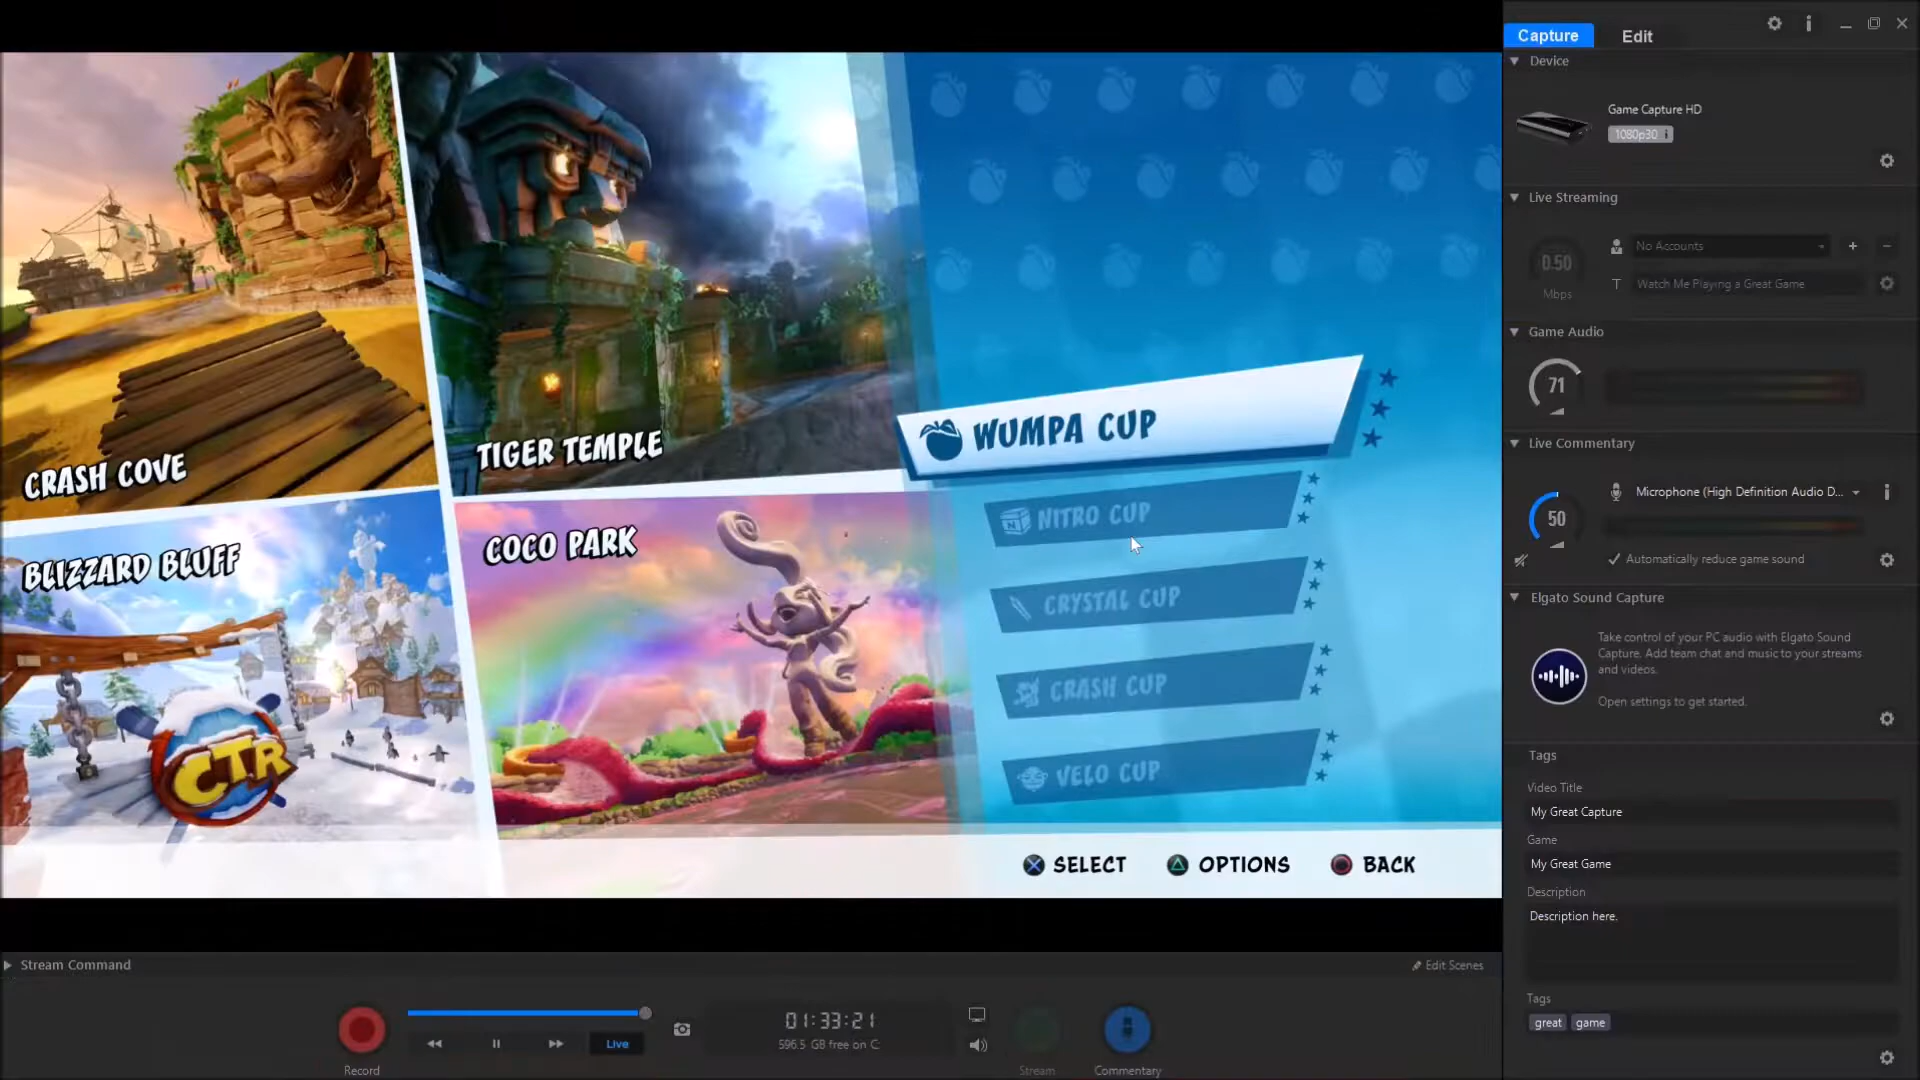 Capture
Edit
Device
Game Capture HD
1080p30 i
Live Streaming
0.50
Mbps
No Accounts
T Watch Me Playing a Great Game
Game Audio
71
Live Commentary
50
Microphone (High Definition Audio D...
Automatically reduce game sound
Elgato Sound Capture
Take control of your PC audio with Elgato Sound
Capture. Add team chat and music to your streams
and videos.
Open settings to get started.
Tags
Video Title
My Great Capture
Game
My Great Game
Description
Description here.
Tags
great game
CRASH COVE
TIGER TEMPLE
BLIZZARD BLUFF
CTR
COCO PARK
WUMPA CUP
N NITRO CUP
CRYSTAL CUP
CRASH CUP
VELO CUP
SELECT
OPTIONS
BACK
Stream Command
Edit Scenes
Record
Live
01:33:21
596.5 GB free on C:
Stream
Commentary